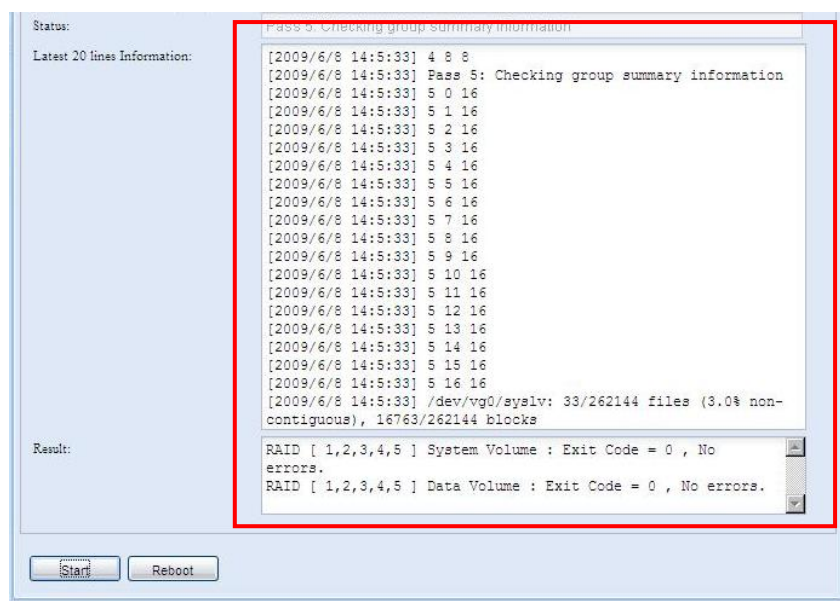 Status: Pass 5: Checking group summary information
Latest 20 lines Information:
[2009/6/8 14:5:33] 4 8 8
[2009/6/8 14:5:33] Pass 5: Checking group summary information
[2009/6/8 14:5:33] 5 0 16
[2009/6/8 14:5:33] 5 1 16
[2009/6/8 14:5:33] 5 2 16
[2009/6/8 14:5:33] 5 3 16
[2009/6/8 14:5:33] 5 4 16
[2009/6/8 14:5:33] 5 5 16
[2009/6/8 14:5:33] 5 6 16
[2009/6/8 14:5:33] 5 7 16
[2009/6/8 14:5:33] 5 8 16
[2009/6/8 14:5:33] 5 9 16
[2009/6/8 14:5:33] 5 10 16
[2009/6/8 14:5:33] 5 11 16
[2009/6/8 14:5:33] 5 12 16
[2009/6/8 14:5:33] 5 13 16
[2009/6/8 14:5:33] 5 14 16
[2009/6/8 14:5:33] 5 15 16
[2009/6/8 14:5:33] 5 16 16
[2009/6/8 14:5:33] /dev/vg0/syslv: 33/262144 files (3.0% non-
contiguous), 16763/262144 blocks
Result:
RAID [ 1,2,3,4,5 ] System Volume : Exit Code = 0 , No
errors.
RAID [ 1,2,3,4,5 ] Data Volume : Exit Code = 0 , No errors.
Start
Reboot